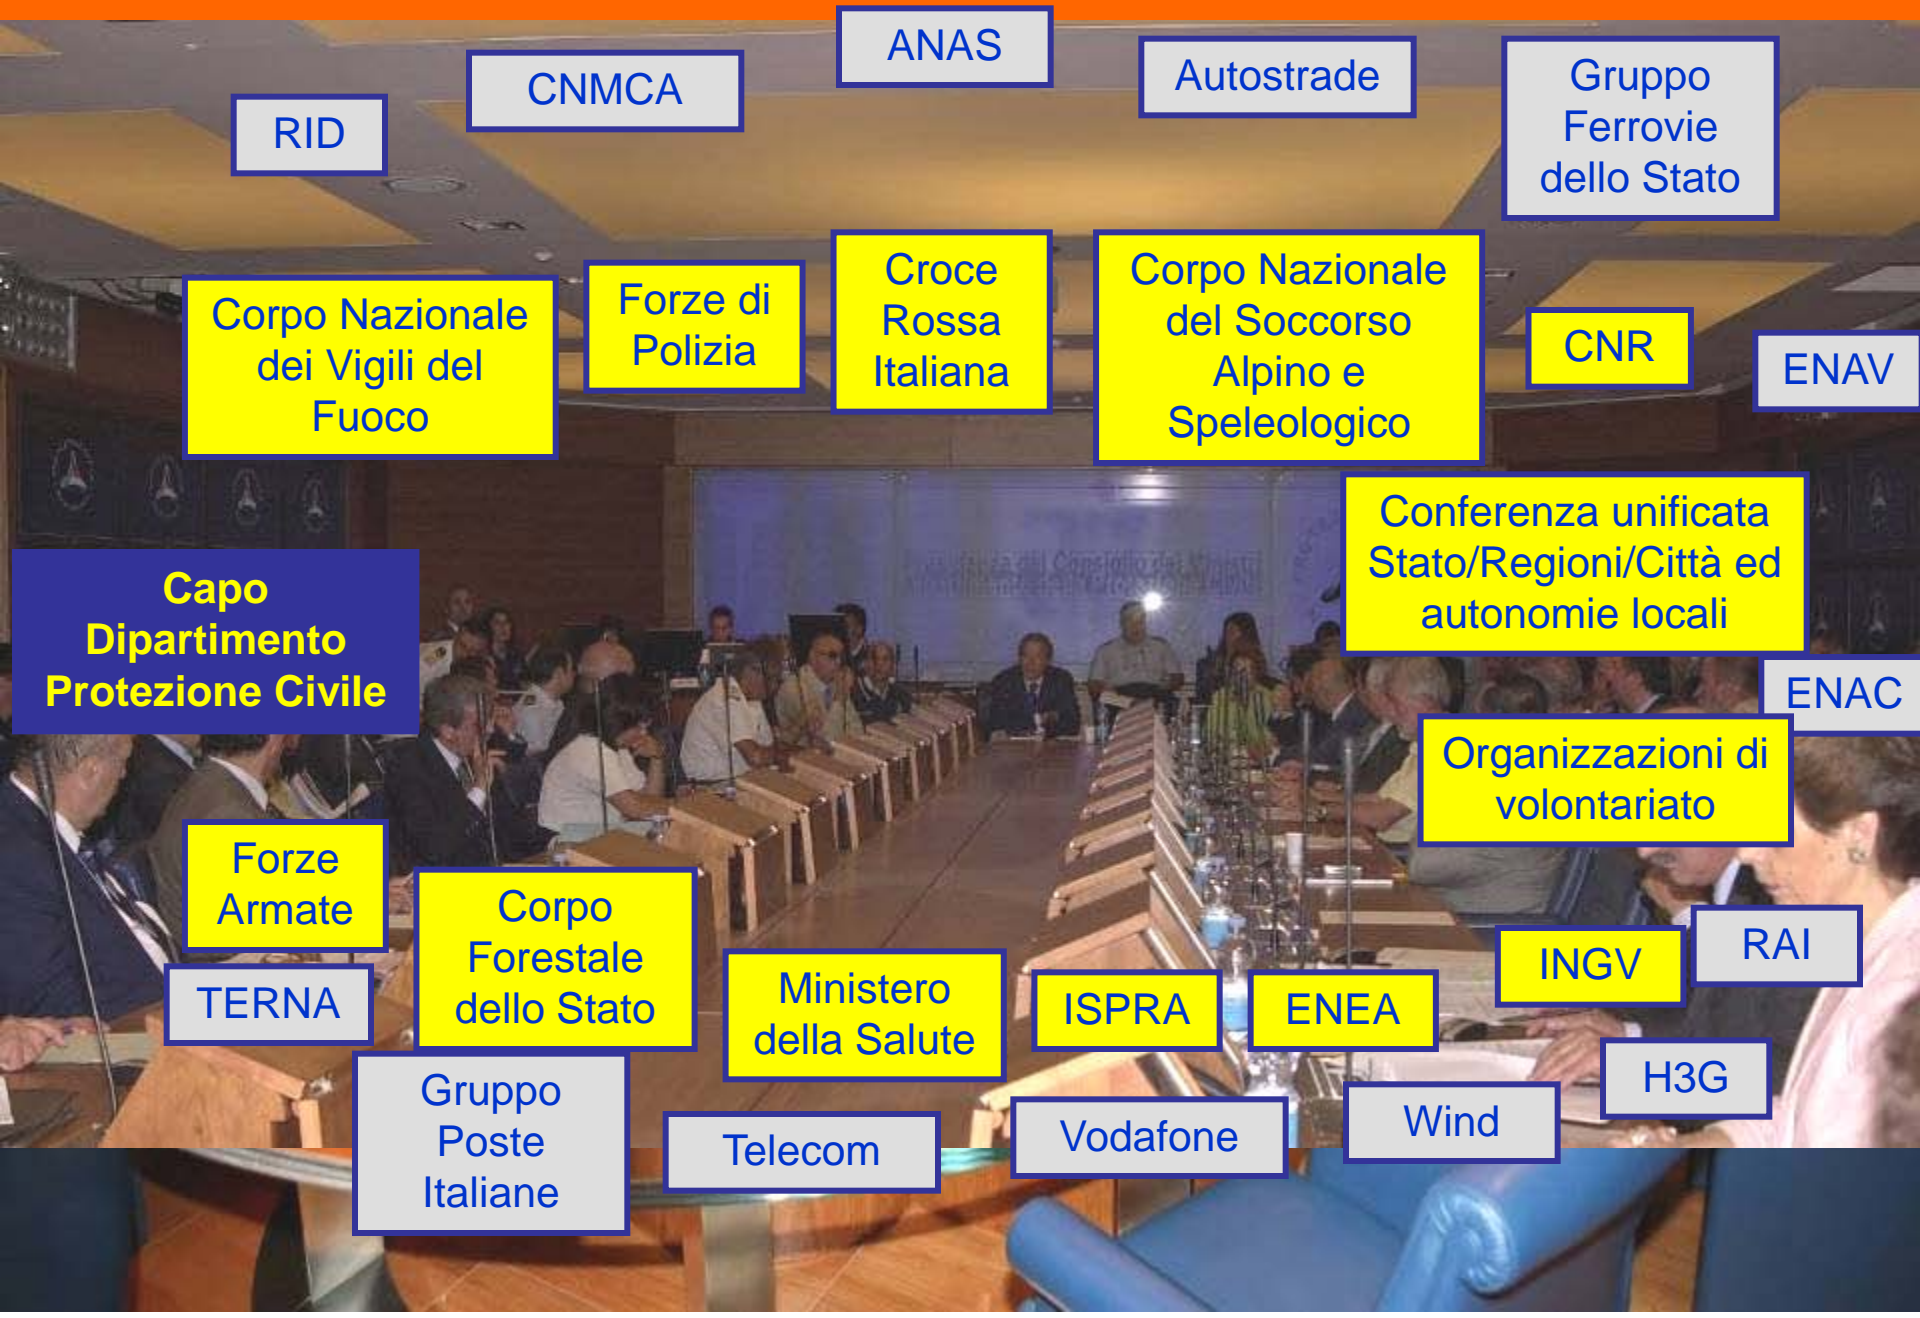 ANAS
CNMCA
Autostrade
Gruppo
Ferrovie
dello Stato
RID
Corpo Nazionale
dei Vigili del
Fuoco
Forze di
Polizia
Croce
Rossa
Italiana
Corpo Nazionale
del Soccorso
Alpino e
Speleologico
CNR
ENAV
Conferenza unificata
Stato/Regioni/Città ed
autonomie locali
Capo
Dipartimento
Protezione Civile
ENAC
Organizzazioni di
volontariato
Forze
Armate
Corpo
Forestale
dello Stato
Ministero
della Salute
ISPRA
ENEA
INGV
RAI
TERNA
Gruppo
Poste
Italiane
Telecom
Vodafone
Wind
H3G